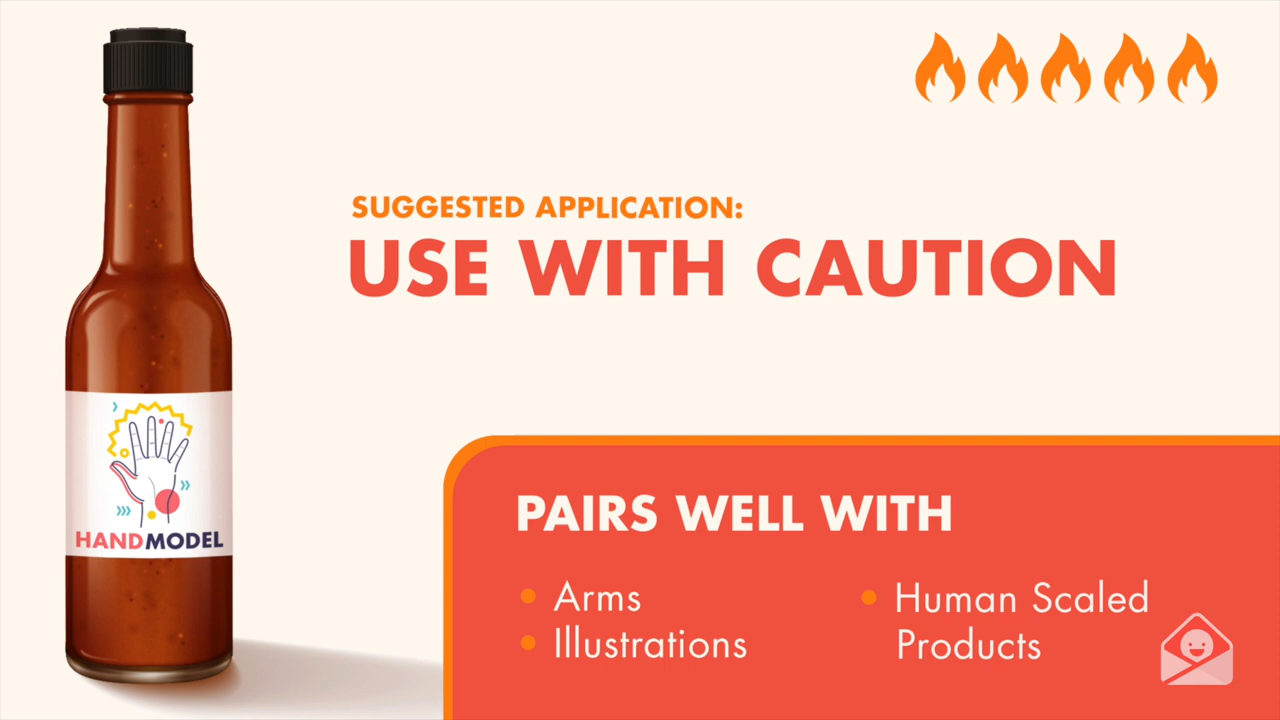 SUGGESTED APPLICATION:
USE WITH CAUTION
HANDMODEL
PAIRS WELL WITH
Arms
Illustrations
Human Scaled
Products